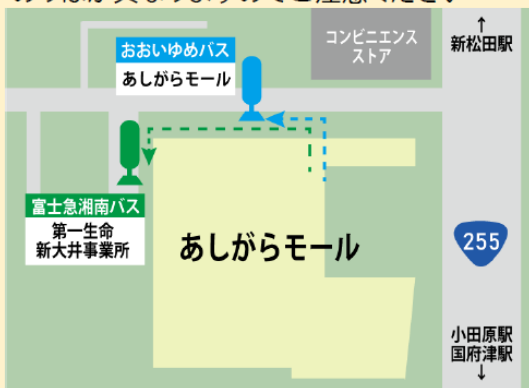 ↑
新松田駅
コンビニエンス
ストア
おおいゆめバス
あしがらモール
富士急湘南バス
第一生命
新大井事業所
あしがらモール
255
小田原駅
国府津駅
↓